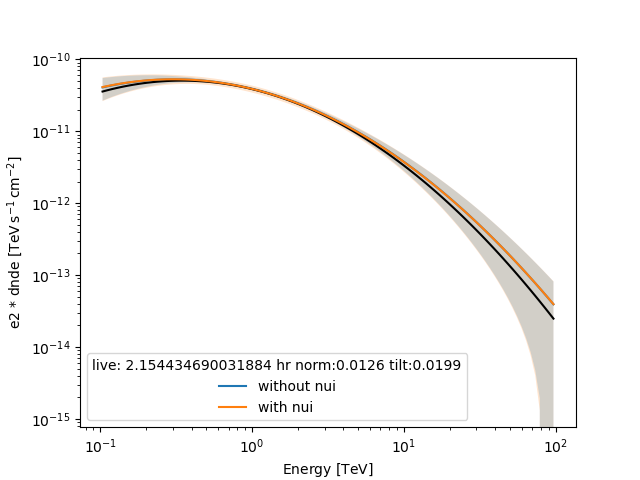 10⁻¹⁰
10⁻¹¹
10⁻¹²
10⁻¹³
10⁻¹⁴
10⁻¹⁵
e2 * dnde [TeV s⁻¹ cm⁻²]
live: 2.154434690031884 hr norm:0.0126 tilt:0.0199
without nui
with nui
10⁻¹ 10⁰ 10¹ 10²
Energy [TeV]